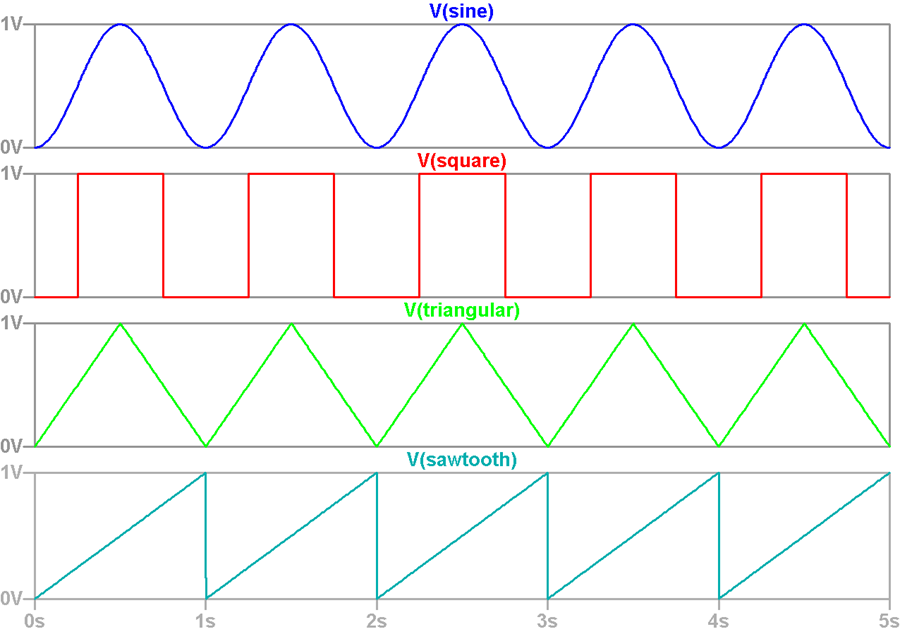 V(sine)
1V
0V
V(square)
1V
0V
V(triangular)
1V
0V
V(sawtooth)
1V
0V
0s 1s 2s 3s 4s 5s